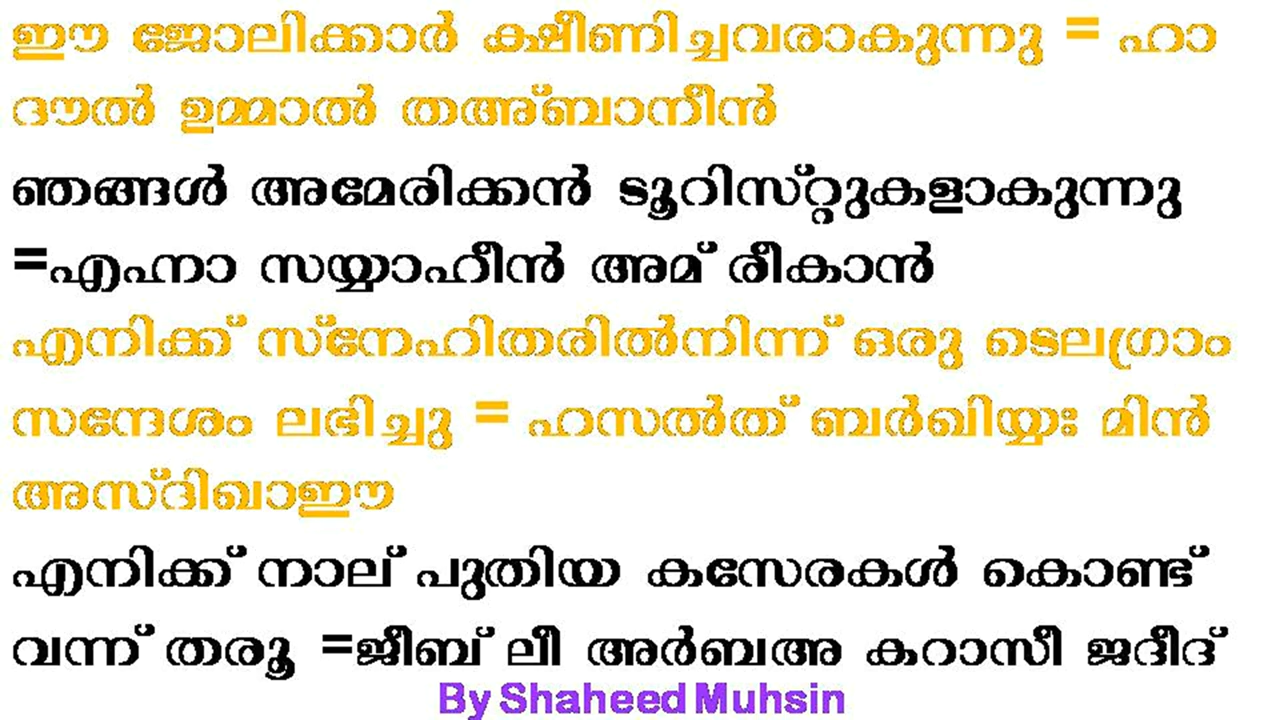 ഈ ജോലിക്കാർ ക്ഷീണിച്ചവരാകുന്നു = ഹാ
ദൗൽ ഉമ്മാൽ തഅ്ബാനീൻ
ഞങ്ങൾ അമേരിക്കൻ ടൂറിസ്റ്റുകളാകുന്നു
=എഹ്നാ സയ്യാഹീൻ അമ് രീകാൻ
എനിക്ക് സ്നേഹിതരിൽനിന്ന് ഒരു ടെലഗ്രാം
സന്ദേശം ലഭിച്ചു = ഹസൽത് ബർഖിയ്യഃ മിൻ
അസ്ദിഖാഈ
എനിക്ക് നാല് പുതിയ കസേരകൾ കൊണ്ട്
വന്ന് തരൂ =ജീബ് ലീ അർബഅ കറാസീ ജദീദ്
By Shaheed Muhsin